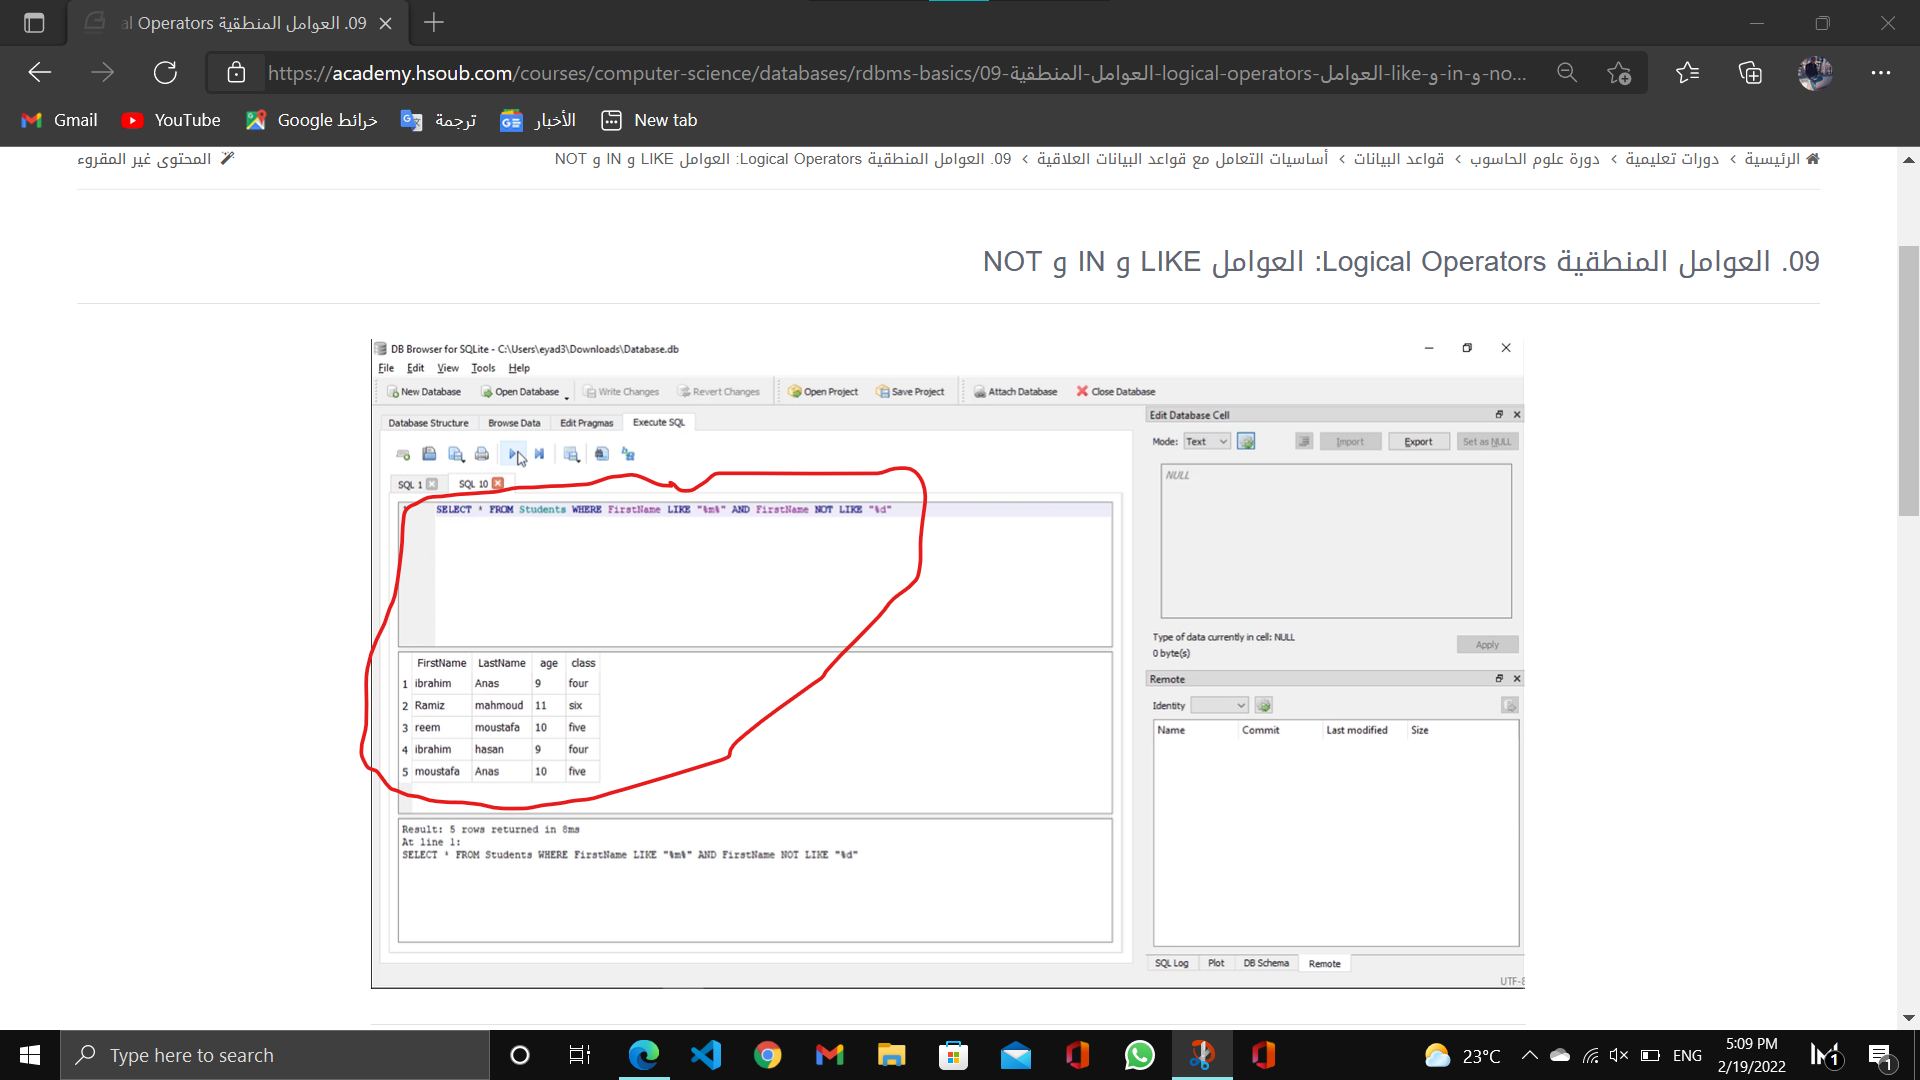 09. العوامل المنطقية al Operators
https://academy.hsoub.com/courses/computer-science/databases/rdbms-basics/09-العوامل-المنطقية-logical-operators-العوامل-like-و-in-و-no...
Gmail YouTube خرائط Google ترجمة الأخبار New tab
الرئيسية › دورات تعليمية › دورة علوم الحاسوب › قواعد البيانات › أساسيات التعامل مع قواعد البيانات العلاقية › 09. العوامل المنطقية Logical Operators: العوامل LIKE و IN و NOT
المحتوى غير المقروء
09. العوامل المنطقية Logical Operators: العوامل LIKE و IN و NOT
DB Browser for SQLite - C:\Users\eyad3\Downloads\Database.db
File Edit View Tools Help
New Database Open Database Write Changes Revert Changes Open Project Save Project Attach Database Close Database
Database Structure Browse Data Edit Pragmas Execute SQL
SQL 1 SQL 10
SELECT * FROM Students WHERE FirstName LIKE "%m%" AND FirstName NOT LIKE "%d"
FirstName LastName age class
1 ibrahim Anas 9 four
2 Ramiz mahmoud 11 six
3 reem moustafa 10 five
4 ibrahim hasan 9 four
5 moustafa Anas 10 five
Result: 5 rows returned in 8ms
At line 1:
SELECT * FROM Students WHERE FirstName LIKE "%m%" AND FirstName NOT LIKE "%d"
Edit Database Cell
Mode: Text Import Export Set as NULL
NULL
Type of data currently in cell: NULL
0 byte(s)
Apply
Remote
Identity
Name Commit Last modified Size
SQL Log Plot DB Schema Remote
UTF-8
Type here to search
23°C ENG
5:09 PM
2/19/2022
1
1